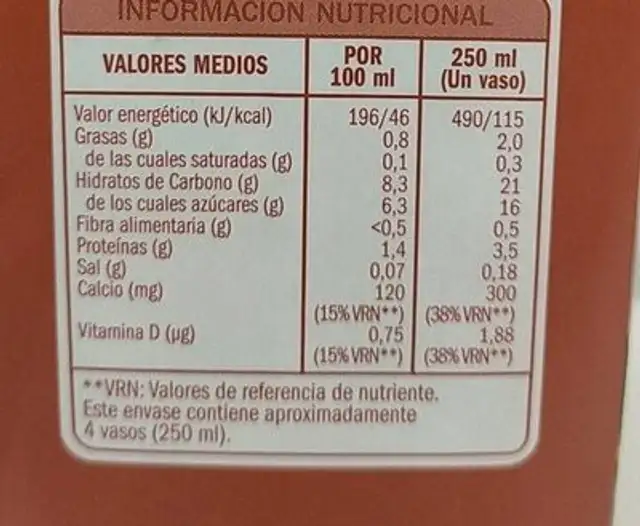 INFORMACIÓN NUTRICIONAL
VALORES MEDIOS POR 100 ml 250 ml (Un vaso)
Valor energético (kJ/kcal) 196/46 490/115
Grasas (g) 0,8 2,0
de las cuales saturadas (g) 0,1 0,3
Hidratos de Carbono (g) 8,3 21
de los cuales azúcares (g) 6,3 16
Fibra alimentaria (g) <0,5 0,5
Proteínas (g) 1,4 3,5
Sal (g) 0,07 0,18
Calcio (mg) 120 300
(15% VRN**) (38% VRN**)
Vitamina D (µg) 0,75 1,88
(15% VRN**) (38% VRN**)
**VRN: Valores de referencia de nutriente.
Este envase contiene aproximadamente
4 vasos (250 ml).